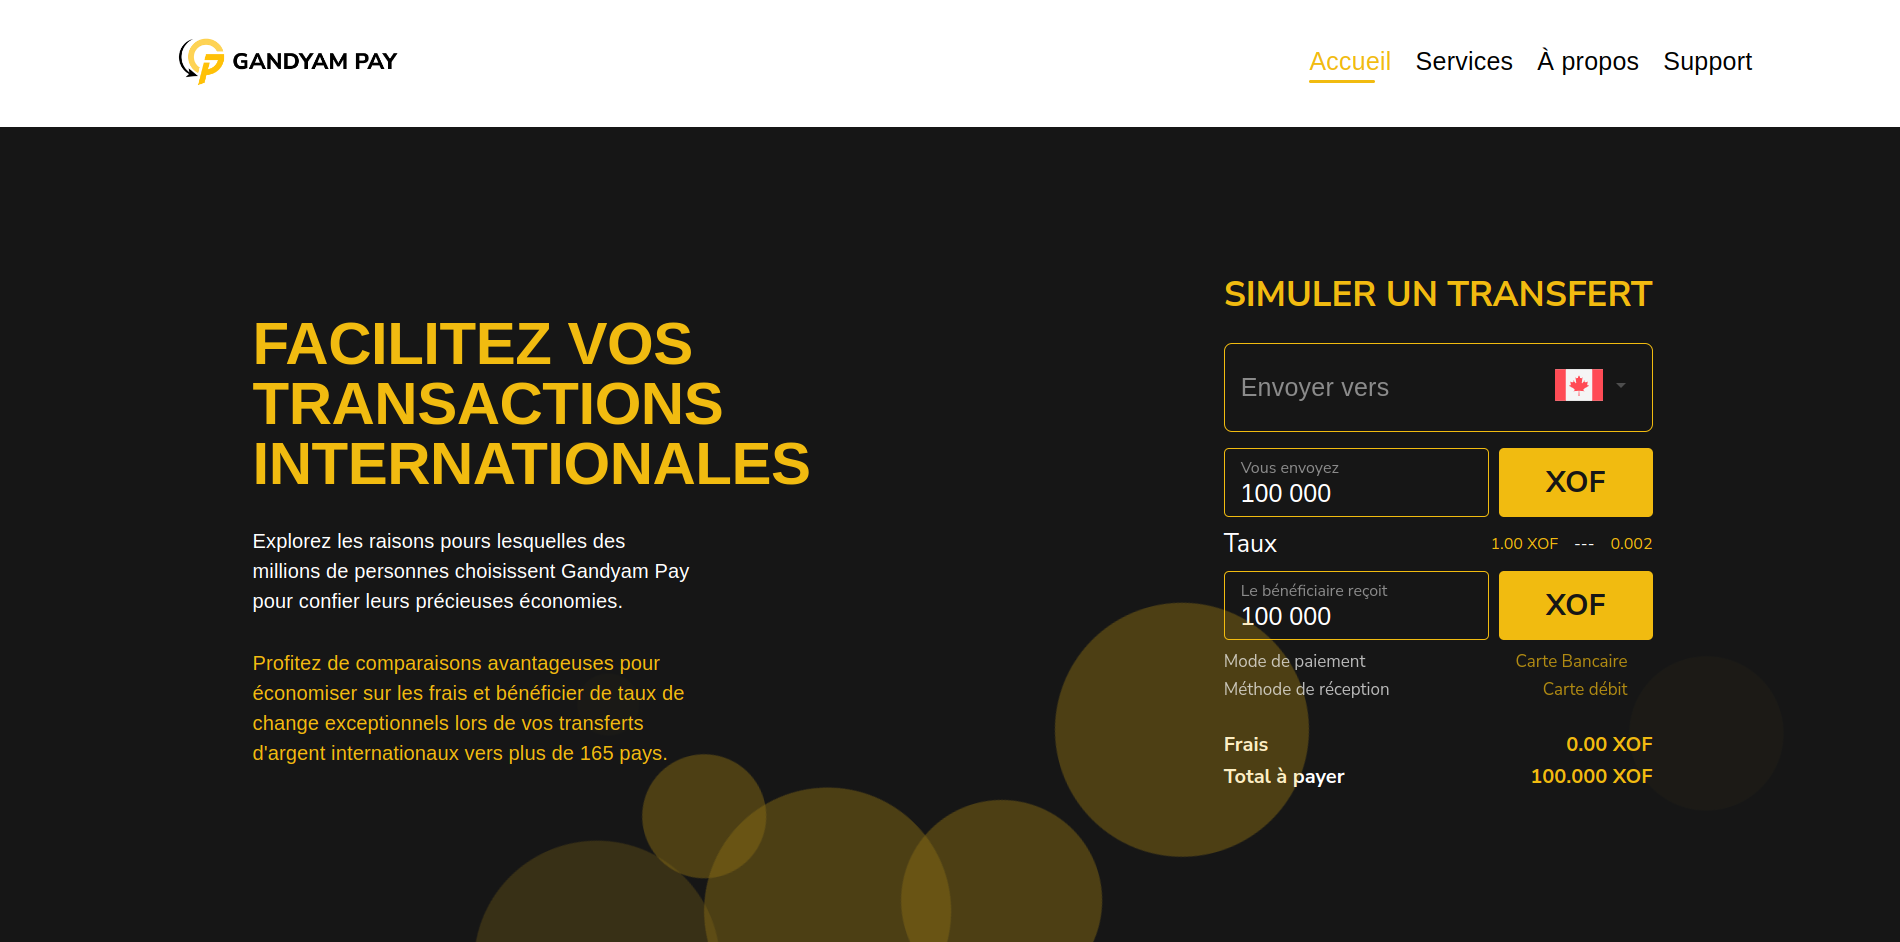 GANDYAM PAY
Accueil Services À propos Support
FACILITEZ VOS
TRANSACTIONS
INTERNATIONALES
Explorez les raisons pours lesquelles des
millions de personnes choisissent Gandyam Pay
pour confier leurs précieuses économies.
Profitez de comparaisons avantageuses pour
économiser sur les frais et bénéficier de taux de
change exceptionnels lors de vos transferts
d'argent internationaux vers plus de 165 pays.
SIMULER UN TRANSFERT
Envoyer vers
Vous envoyez
100 000
XOF
Taux 1.00 XOF --- 0.002
Le bénéficiaire reçoit
100 000
XOF
Mode de paiement Carte Bancaire
Méthode de réception Carte débit
Frais 0.00 XOF
Total à payer 100.000 XOF